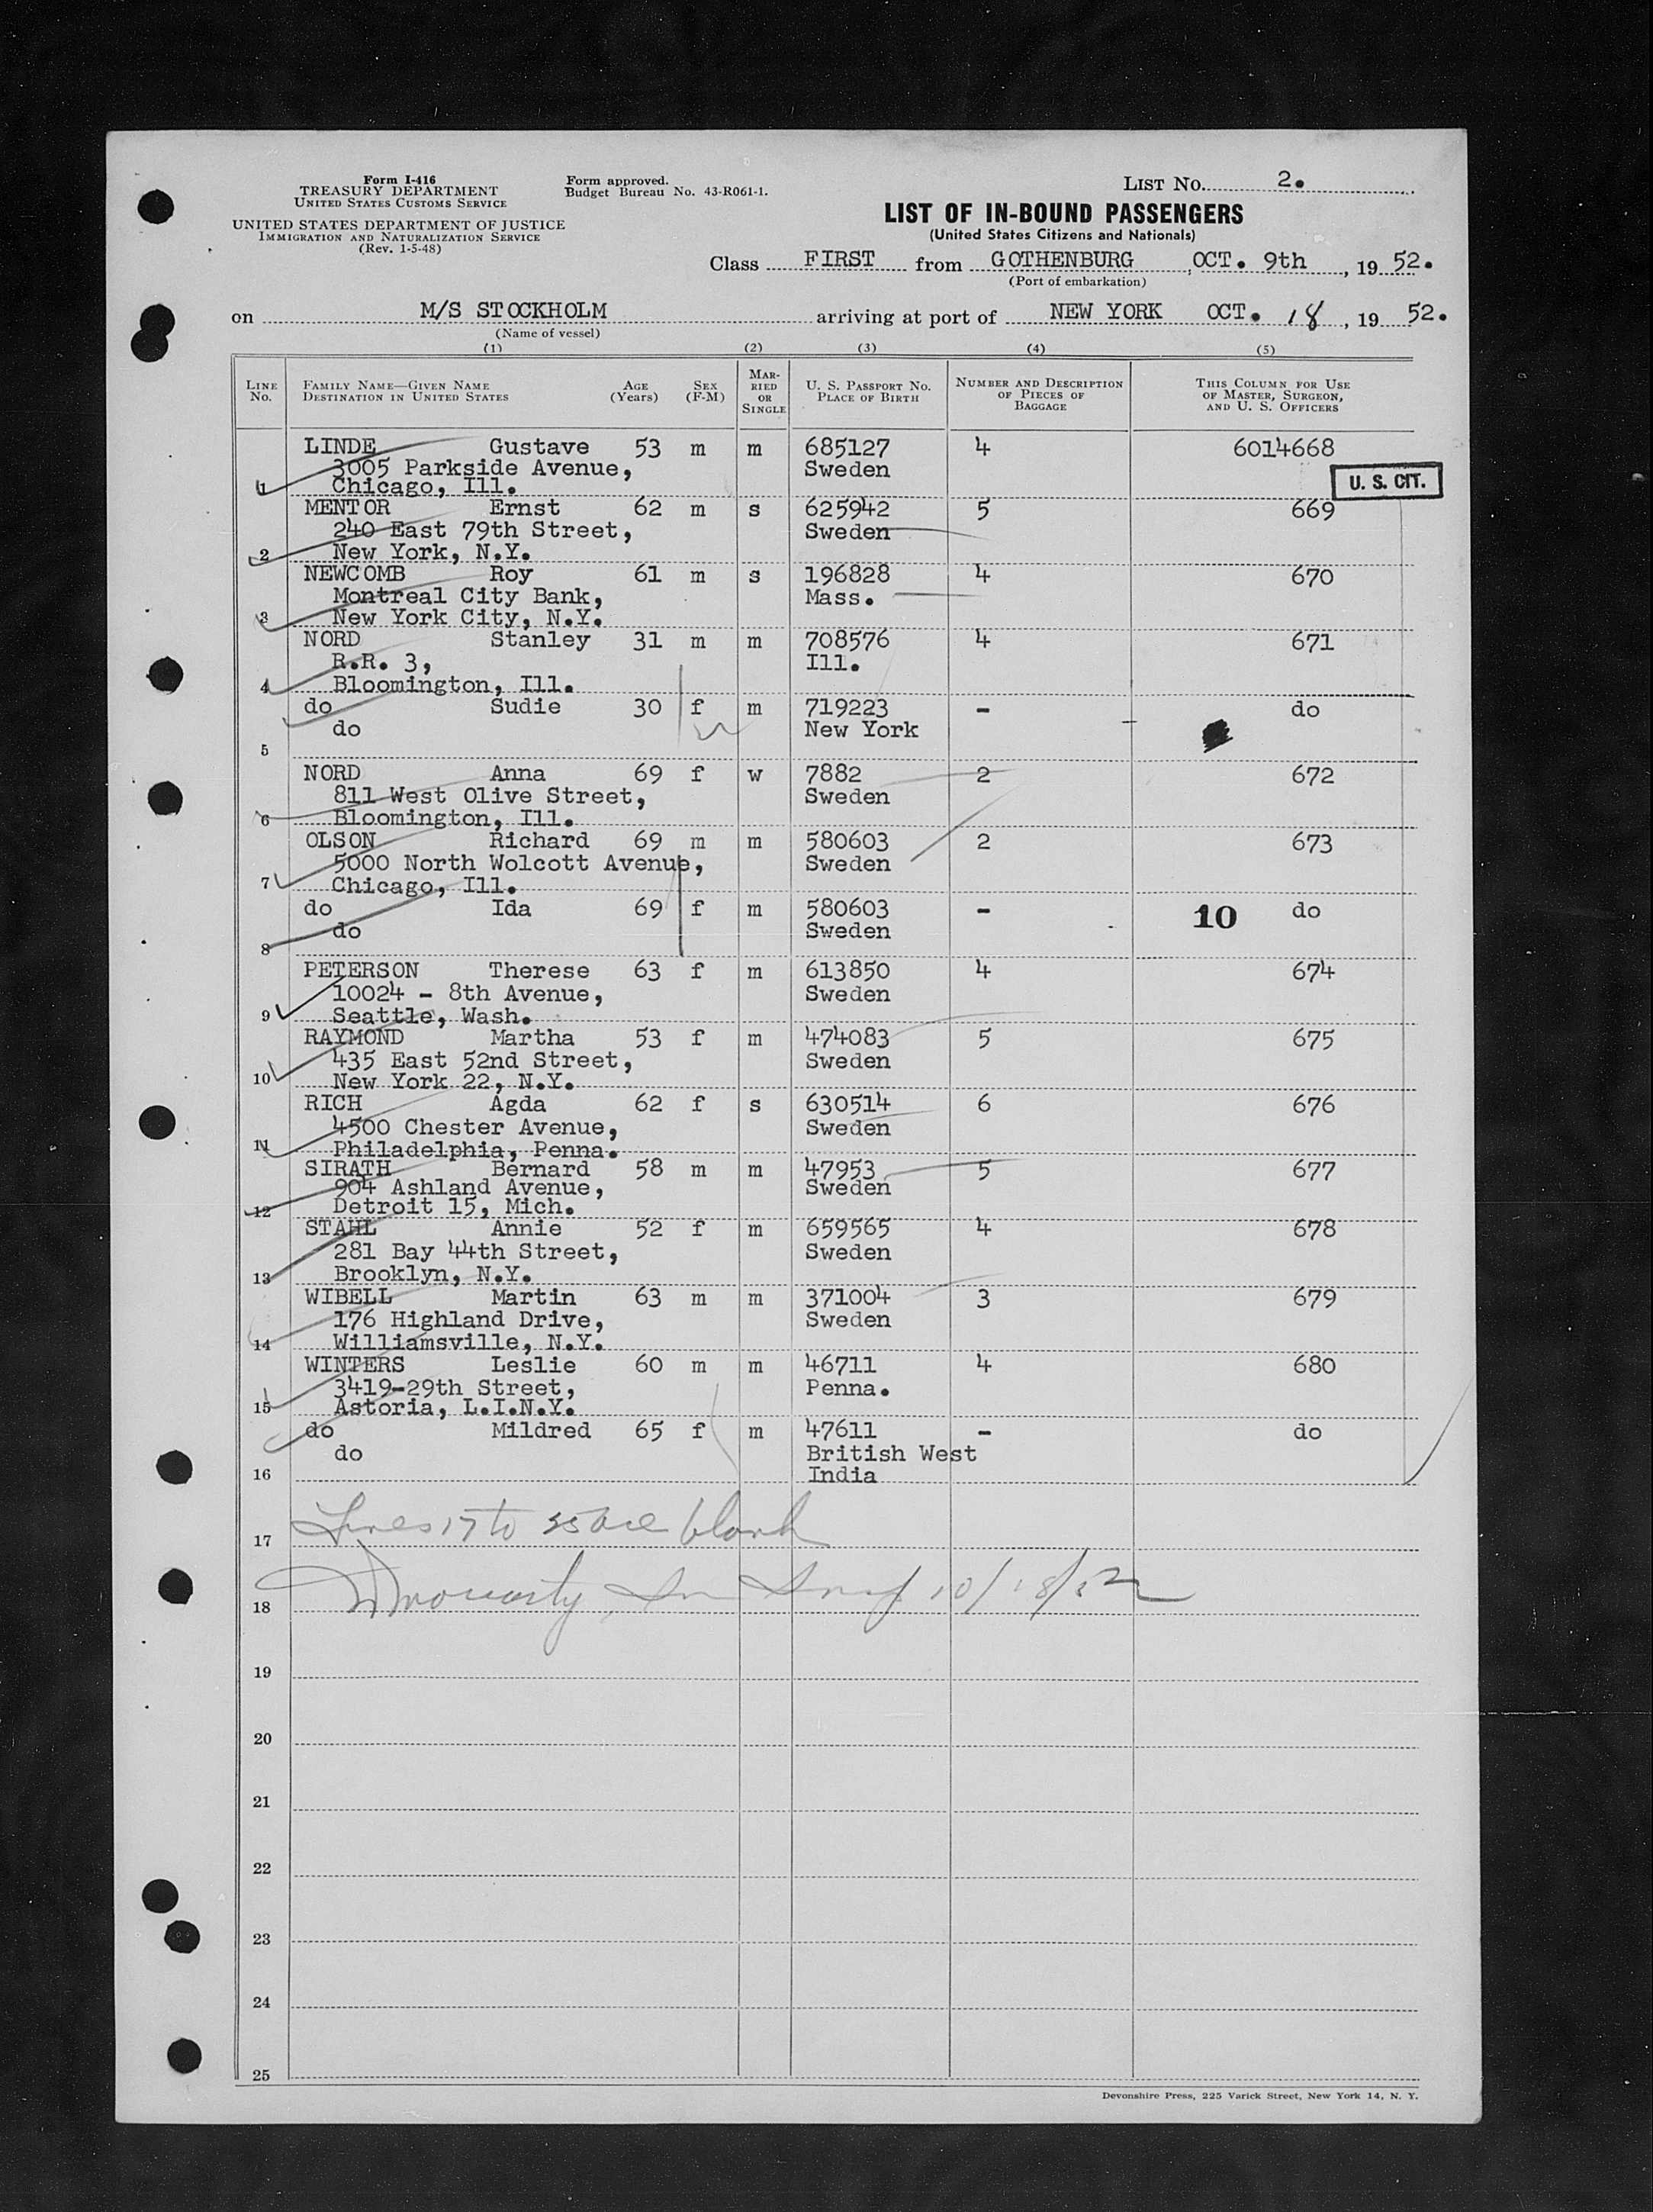 Form I-416
TREASURY DEPARTMENT
UNITED STATES CUSTOMS SERVICE
UNITED STATES DEPARTMENT OF JUSTICE
IMMIGRATION AND NATURALIZATION SERVICE
(Rev. 1-5-48)
Form approved.
Budget Bureau No. 43-R061-1.
LIST NO. 2.
LIST OF IN-BOUND PASSENGERS
(United States Citizens and Nationals)
Class FIRST from GOTHENBURG, OCT. 9th, 1952.
(Port of embarkation)
on M/S STOCKHOLM arriving at port of NEW YORK OCT. 18, 1952.
(Name of vessel)
(1) (2) (3) (4) (5)
LINE No. FAMILY NAME—GIVEN NAME DESTINATION IN UNITED STATES AGE (Years) SEX (F-M) MARRIED OR SINGLE U. S. PASSPORT NO. PLACE OF BIRTH NUMBER AND DESCRIPTION OF PIECES OF BAGGAGE THIS COLUMN FOR USE OF MASTER, SURGEON, AND U. S. OFFICERS
LINDE Gustave 53 m m 685127 4 6014668
3005 Parkside Avenue, Sweden
1 Chicago, Ill. U. S. CIT.
MENTOR Ernst 62 m s 625942 5 669
240 East 79th Street, Sweden
2 New York, N.Y.
NEWCOMB Roy 61 m s 196828 4 670
Montreal City Bank, Mass.
3 New York City, N.Y.
NORD Stanley 31 m m 708576 4 671
R.R. 3, Ill.
4 Bloomington, Ill.
do Sudie 30 f m 719223 - do
do New York
5
NORD Anna 69 f w 7882 2 672
811 West Olive Street, Sweden
6 Bloomington, Ill.
OLSON Richard 69 m m 580603 2 673
5000 North Wolcott Avenue, Sweden
7 Chicago, Ill.
do Ida 69 f m 580603 - 10 do
do Sweden
8
PETERSON Therese 63 f m 613850 4 674
10024 - 8th Avenue, Sweden
9 Seattle, Wash.
RAYMOND Martha 53 f m 474083 5 675
435 East 52nd Street, Sweden
10 New York 22, N.Y.
RICH Agda 62 f s 630514 6 676
4500 Chester Avenue, Sweden
11 Philadelphia, Penna.
SIRATH Bernard 58 m m 47953 5 677
904 Ashland Avenue, Sweden
12 Detroit 15, Mich.
STAHL Annie 52 f m 659565 4 678
281 Bay 44th Street, Sweden
13 Brooklyn, N.Y.
WIBELL Martin 63 m m 371004 3 679
176 Highland Drive, Sweden
14 Williamsville, N.Y.
WINTERS Leslie 60 m m 46711 4 680
3419-29th Street, Penna.
15 Astoria, L.I.N.Y.
do Mildred 65 f m 47611 - do
do British West
16 India
17 Lines 17 to 25 are blank
18 10/18/52
19
20
21
22
23
24
25
Devonshire Press, 225 Varick Street, New York 14, N. Y.